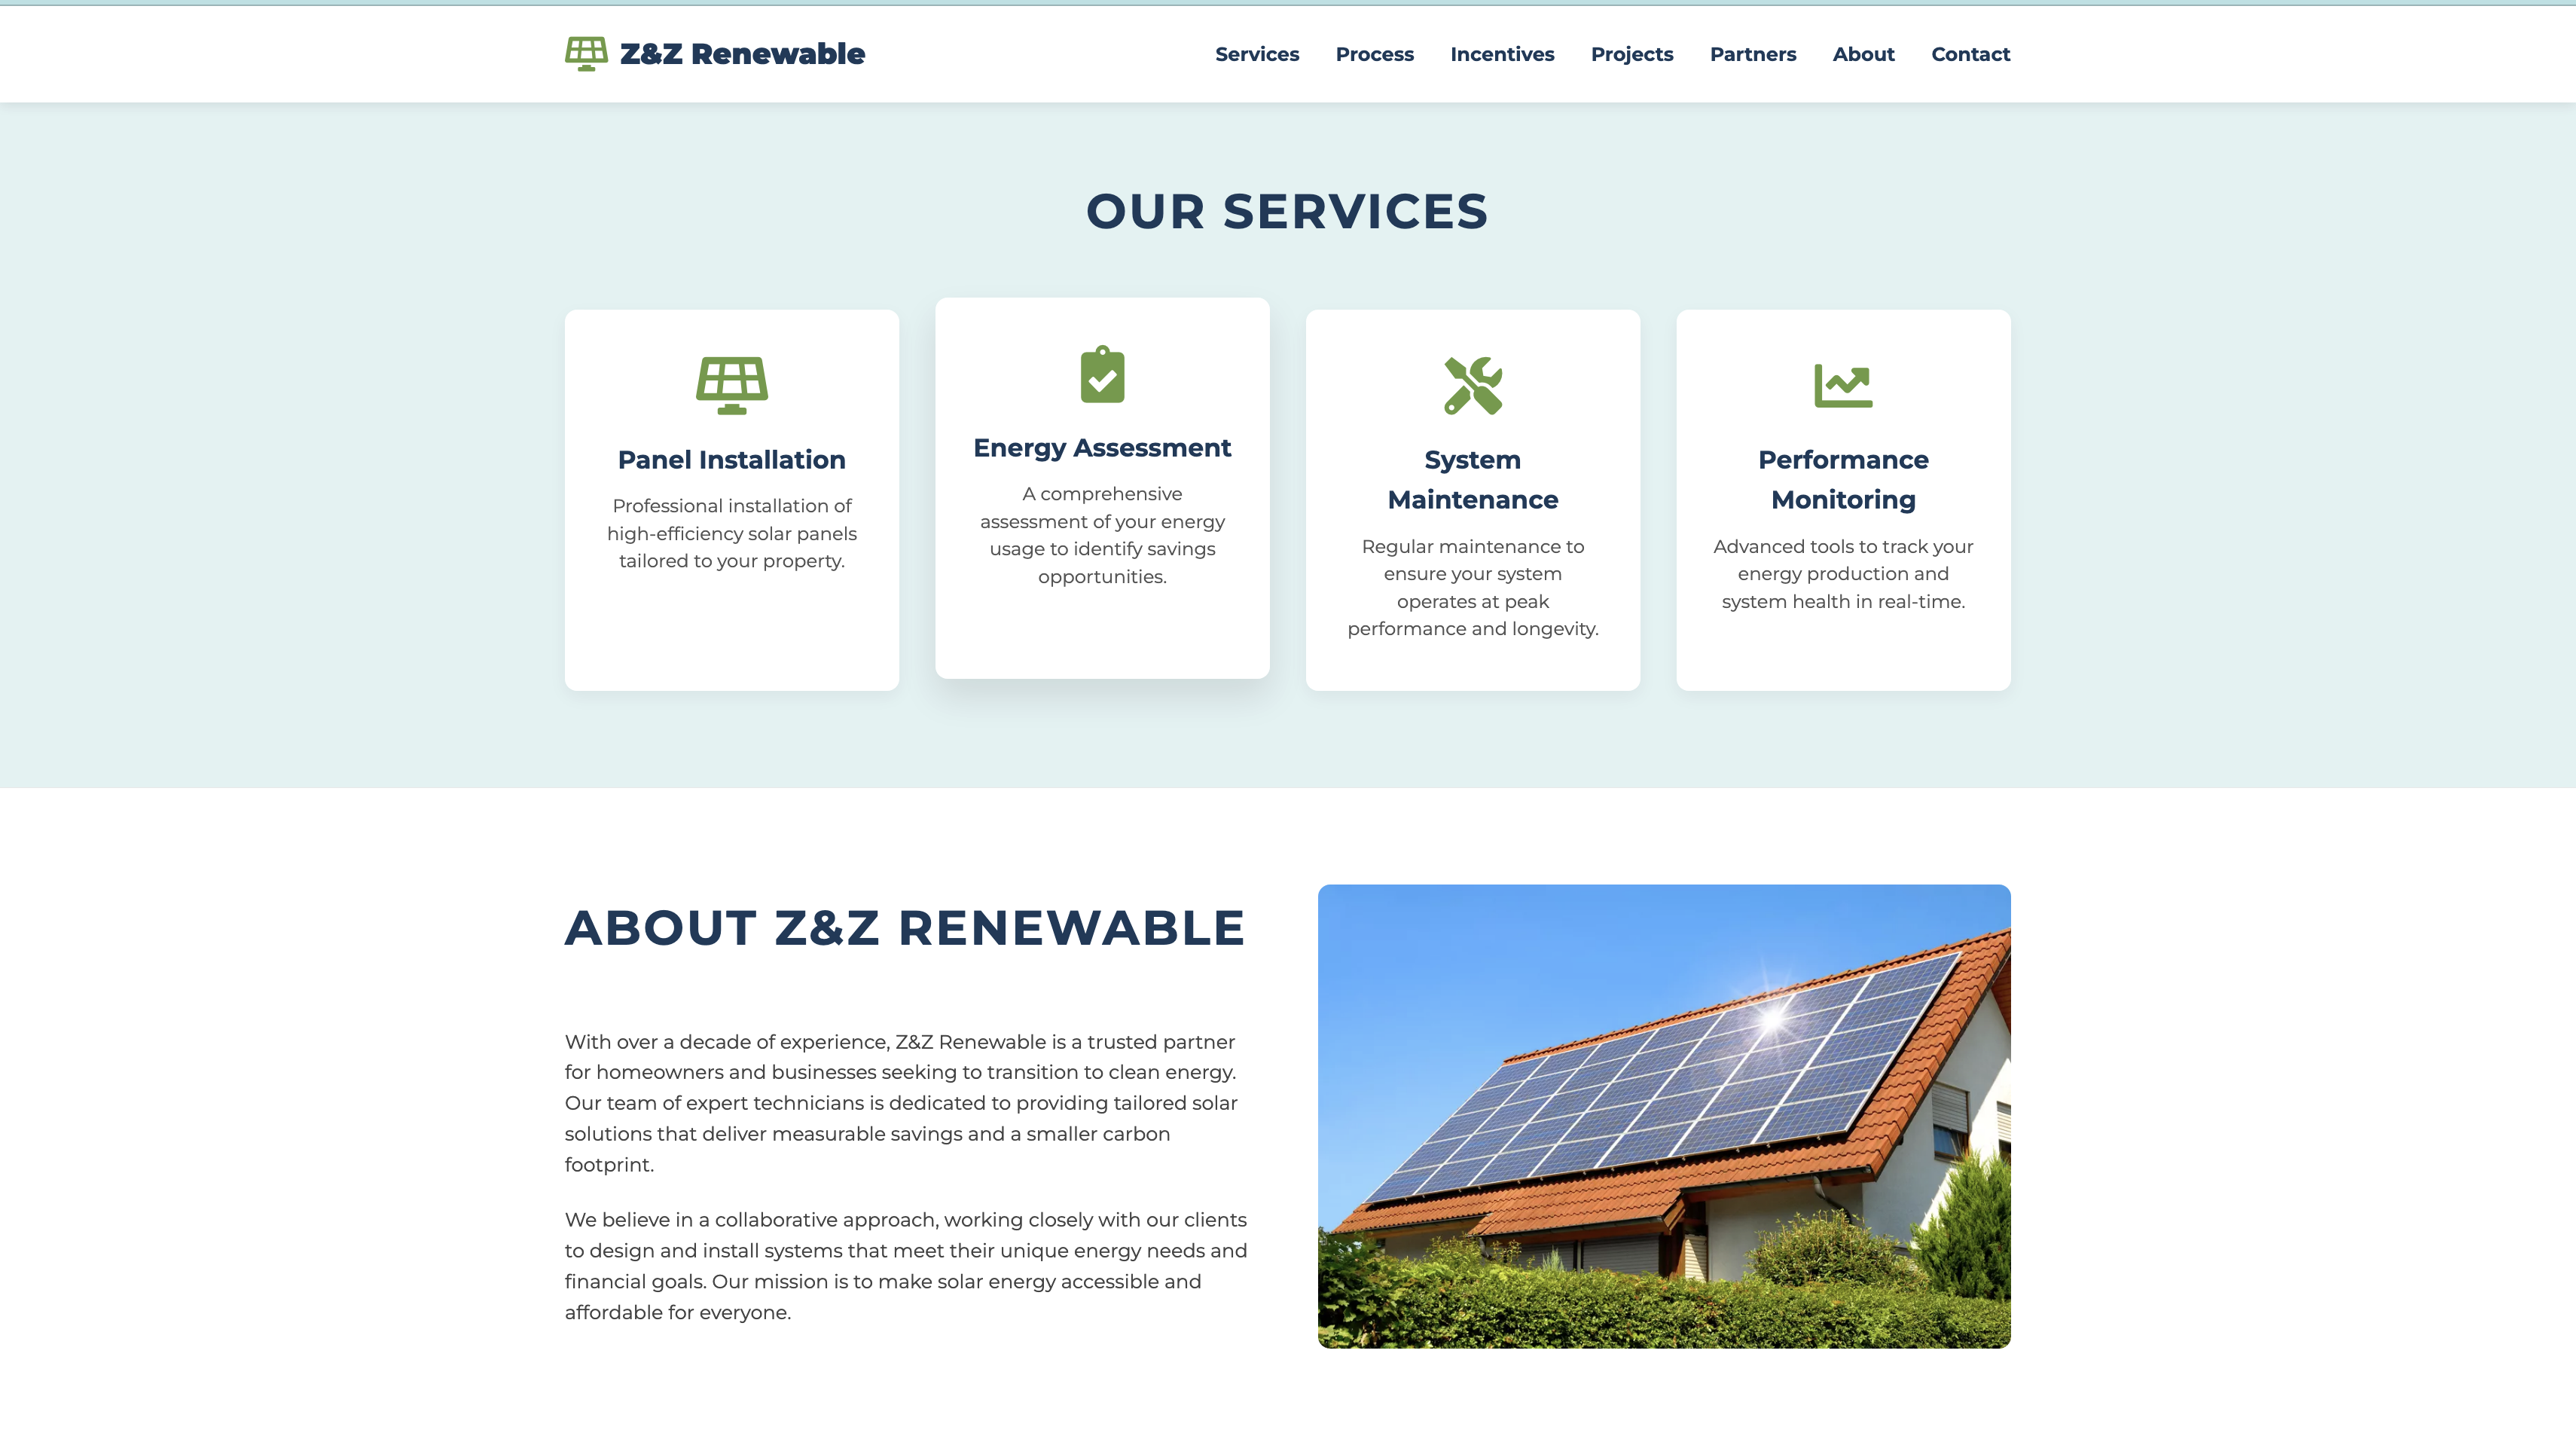 Z&Z Renewable
Services Process Incentives Projects Partners About Contact
OUR SERVICES
Panel Installation
Professional installation of
high-efficiency solar panels
tailored to your property.
Energy Assessment
A comprehensive
assessment of your energy
usage to identify savings
opportunities.
System
Maintenance
Regular maintenance to
ensure your system
operates at peak
performance and longevity.
Performance
Monitoring
Advanced tools to track your
energy production and
system health in real-time.
ABOUT Z&Z RENEWABLE
With over a decade of experience, Z&Z Renewable is a trusted partner
for homeowners and businesses seeking to transition to clean energy.
Our team of expert technicians is dedicated to providing tailored solar
solutions that deliver measurable savings and a smaller carbon
footprint.
We believe in a collaborative approach, working closely with our clients
to design and install systems that meet their unique energy needs and
financial goals. Our mission is to make solar energy accessible and
affordable for everyone.